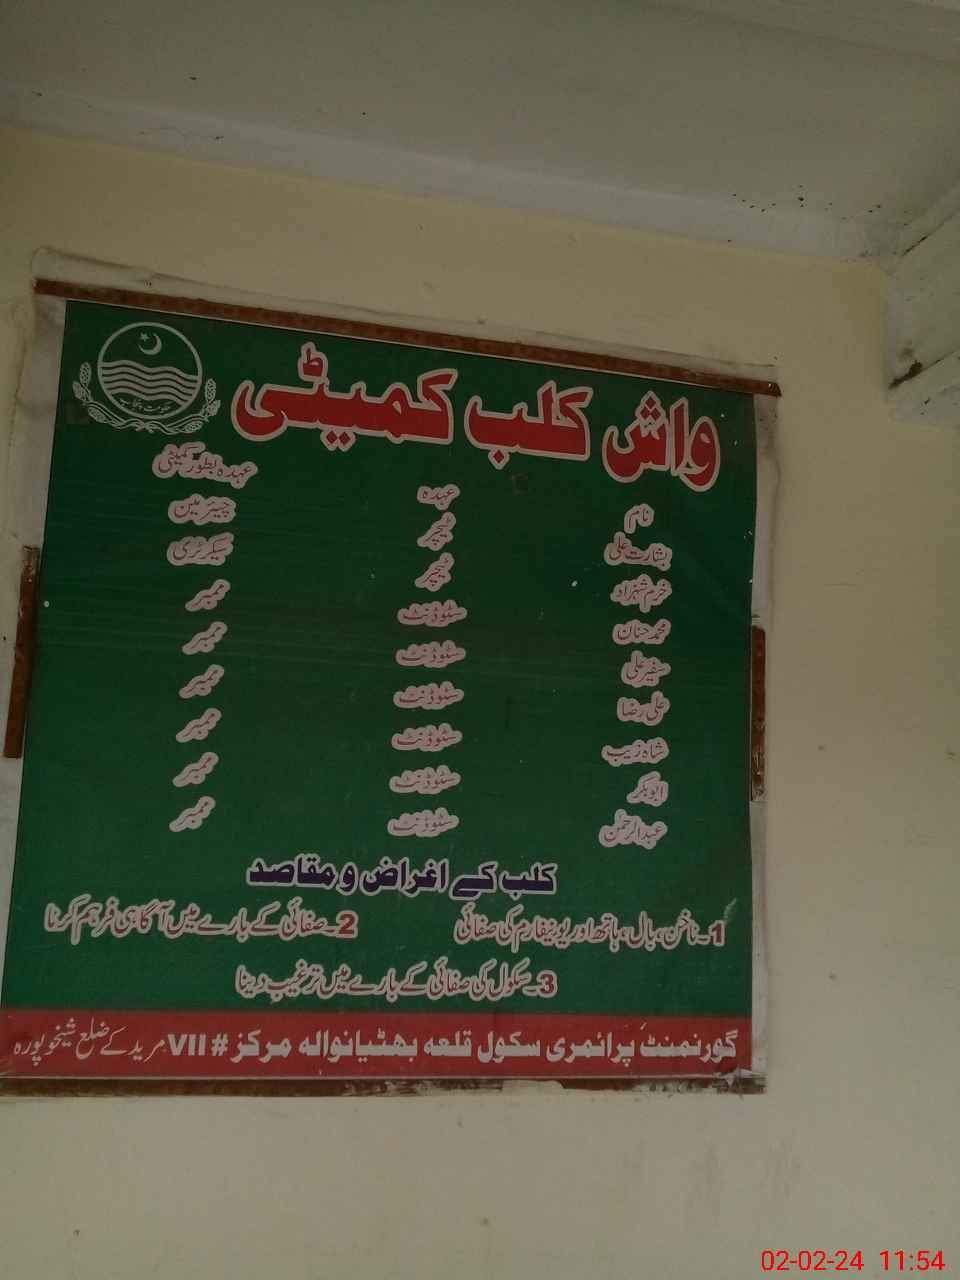 حکومت پنجاب
واش کلب کمیٹی
نام عہدہ عہدہ بطور کمیٹی
بشارت علی ٹیچر چیئرمین
خرم شہزاد ٹیچر سیکرٹری
محمد حنان سٹوڈنٹ ممبر
سفیر علی سٹوڈنٹ ممبر
علی رضا سٹوڈنٹ ممبر
شاہ زیب سٹوڈنٹ ممبر
ابوبکر سٹوڈنٹ ممبر
عبدالرحمٰن سٹوڈنٹ ممبر
کلب کے اغراض و مقاصد
1۔ناخن، بال، ہاتھ اور یونیفارم کی صفائی 2۔صفائی کے بارے میں آگاہی فراہم کرنا
3۔سکول کی صفائی کے بارے میں ترغیب دینا
گورنمنٹ پرائمری سکول قلعہ بھٹیانوالہ مرکز # VII مریدکے ضلع شیخوپورہ
02-02-24 11:54